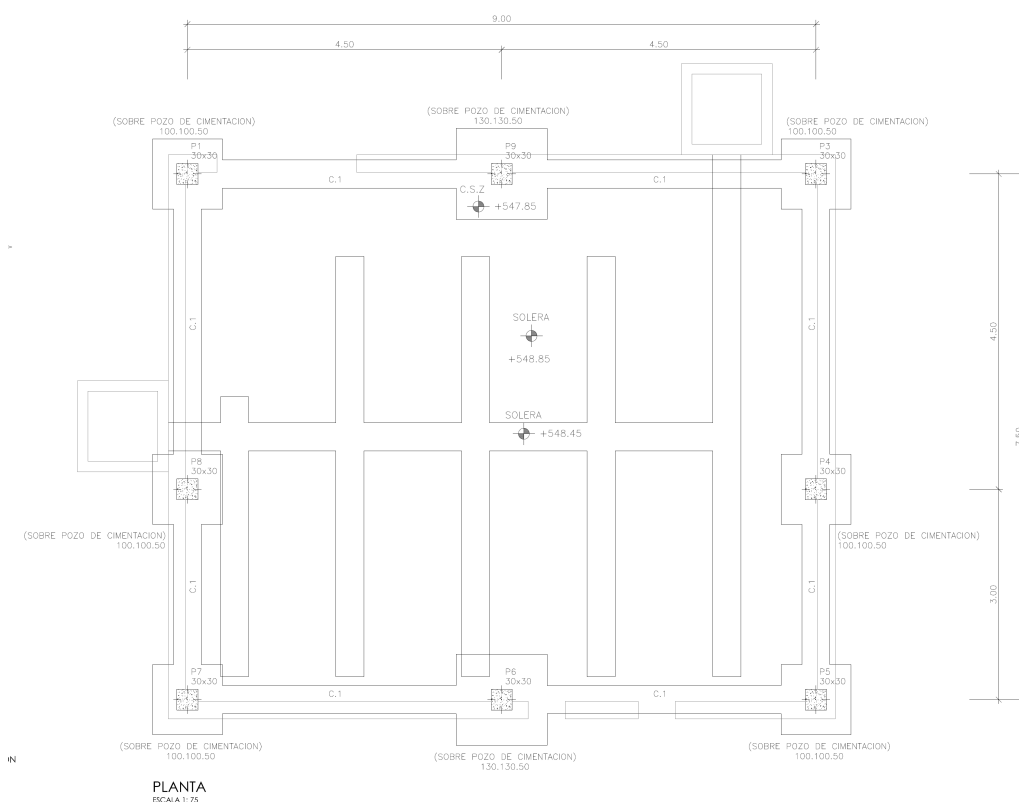 9.00
4.50
4.50
(SOBRE POZO DE CIMENTACION)
130.130.50
(SOBRE POZO DE CIMENTACION)
100.100.50
(SOBRE POZO DE CIMENTACION)
100.100.50
P1
30x30
P9
30x30
P3
30x30
C.1
C.1
C.S.Z
+547.85
C.1
C.1
4.50
SOLERA
+548.85
SOLERA
+548.45
7.50
P8
30x30
P4
30x30
(SOBRE POZO DE CIMENTACION)
100.100.50
(SOBRE POZO DE CIMENTACION)
100.100.50
C.1
C.1
3.00
P7
30x30
P6
30x30
P5
30x30
C.1
C.1
(SOBRE POZO DE CIMENTACION)
100.100.50
(SOBRE POZO DE CIMENTACION)
130.130.50
(SOBRE POZO DE CIMENTACION)
100.100.50
PLANTA
ESCALA 1: 75